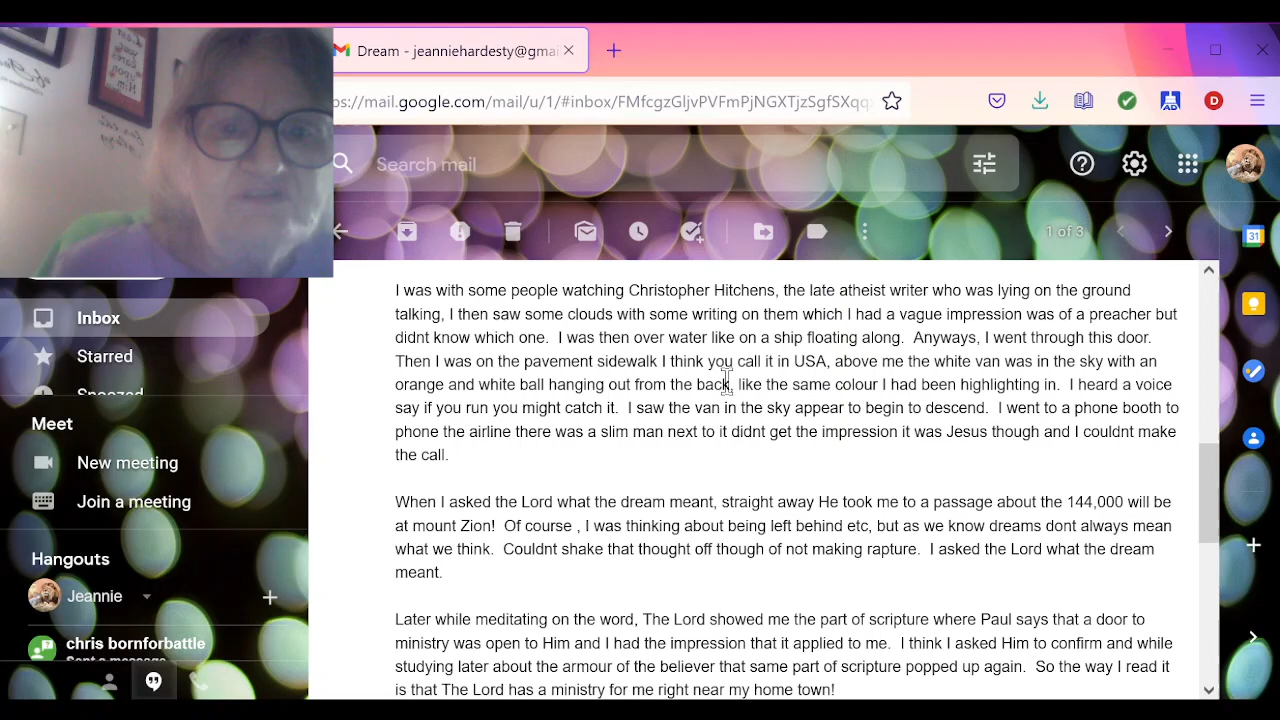 Dream - jeanniehardesty@gmai
ps://mail.google.com/mail/u/1/#inbox/FMfcgzGljvPVFmPjNGXTjzSgfSXqqx
AD
D
Search mail
1 of 3
31
Inbox
Starred
Snoozed
Meet
New meeting
Join a meeting
Hangouts
Jeannie
chris bornforbattle
Sent a message
I was with some people watching Christopher Hitchens, the late atheist writer who was lying on the ground
talking, I then saw some clouds with some writing on them which I had a vague impression was of a preacher but
didnt know which one.  I was then over water like on a ship floating along.  Anyways, I went through this door.
Then I was on the pavement sidewalk I think you call it in USA, above me the white van was in the sky with an
orange and white ball hanging out from the back, like the same colour I had been highlighting in.  I heard a voice
say if you run you might catch it.  I saw the van in the sky appear to begin to descend.  I went to a phone booth to
phone the airline there was a slim man next to it didnt get the impression it was Jesus though and I couldnt make
the call.
When I asked the Lord what the dream meant, straight away He took me to a passage about the 144,000 will be
at mount Zion!  Of course , I was thinking about being left behind etc, but as we know dreams dont always mean
what we think.  Couldnt shake that thought off though of not making rapture.  I asked the Lord what the dream
meant.
Later while meditating on the word, The Lord showed me the part of scripture where Paul says that a door to
ministry was open to Him and I had the impression that it applied to me.  I think I asked Him to confirm and while
studying later about the armour of the believer that same part of scripture popped up again.  So the way I read it
is that The Lord has a ministry for me right near my home town!